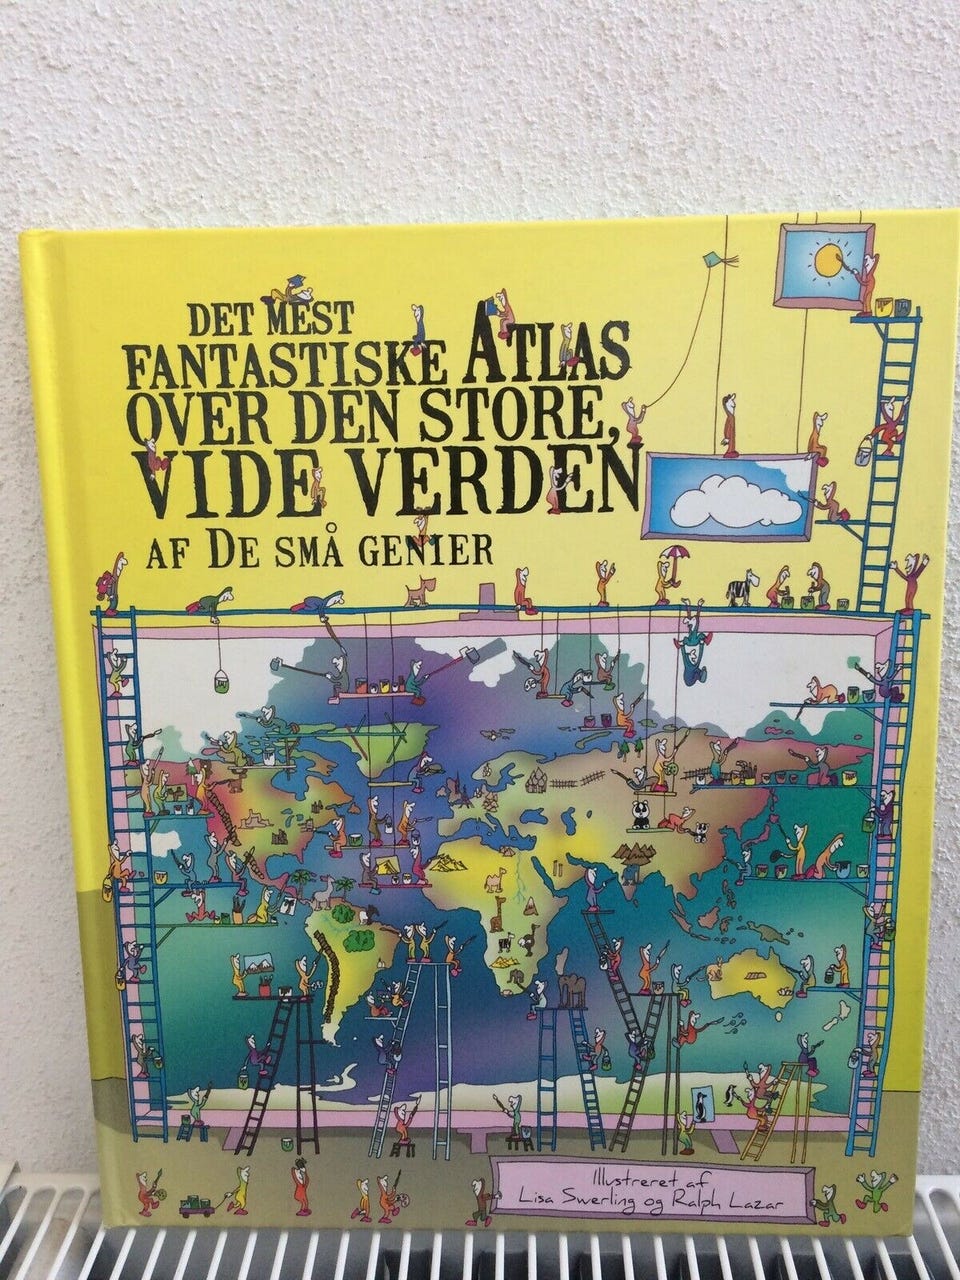 DET MEST
FANTASTISKE ATLAS
OVER DEN STORE,
VIDE VERDEN
AF DE SMÅ GENIER
Illustreret af
Lisa Swerling og Ralph Lazar